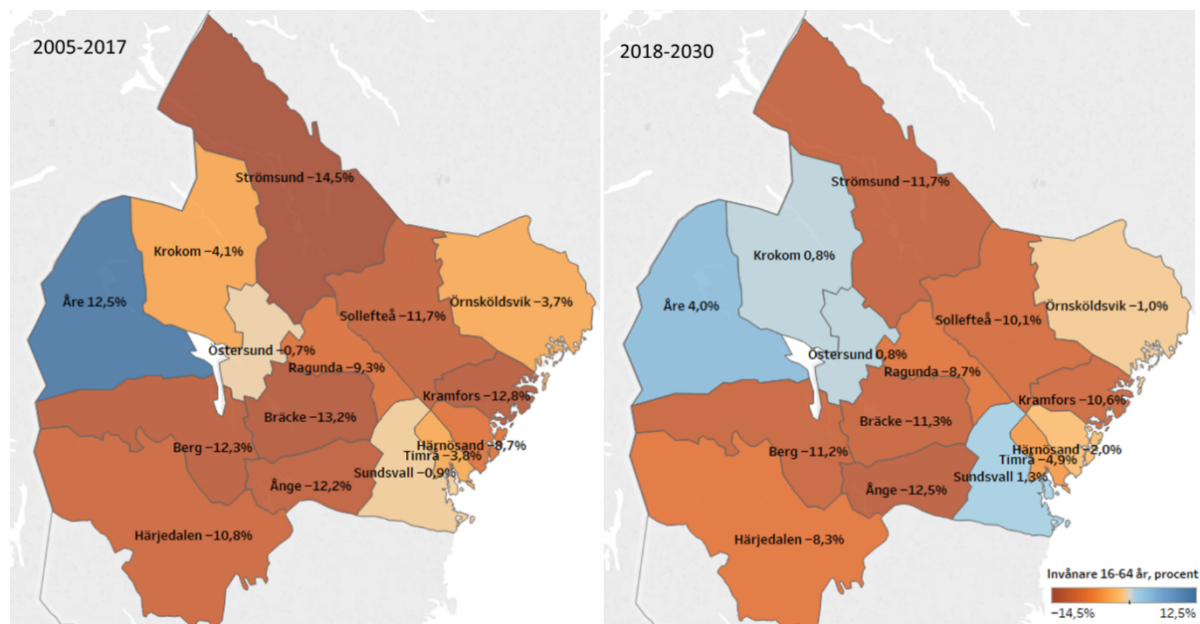 2005-2017
Strömsund −14,5%
Krokom −4,1%
Åre 12,5%
Örnsköldsvik −3,7%
Sollefteå −11,7%
Östersund −0,7%
Ragunda −9,3%
Kramfors −12,8%
Bräcke −13,2%
Berg −12,3%
Härnösand −8,7%
Timrå −3,8%
Sundsvall −0,9%
Ånge −12,2%
Härjedalen −10,8%
2018-2030
Strömsund −11,7%
Krokom 0,8%
Åre 4,0%
Örnsköldsvik −1,0%
Sollefteå −10,1%
Östersund 0,8%
Ragunda −8,7%
Kramfors −10,6%
Bräcke −11,3%
Berg −11,2%
Härnösand −2,0%
Timrå −4,9%
Sundsvall 1,3%
Ånge −12,5%
Härjedalen −8,3%
Invånare 16-64 år, procent
−14,5% 12,5%